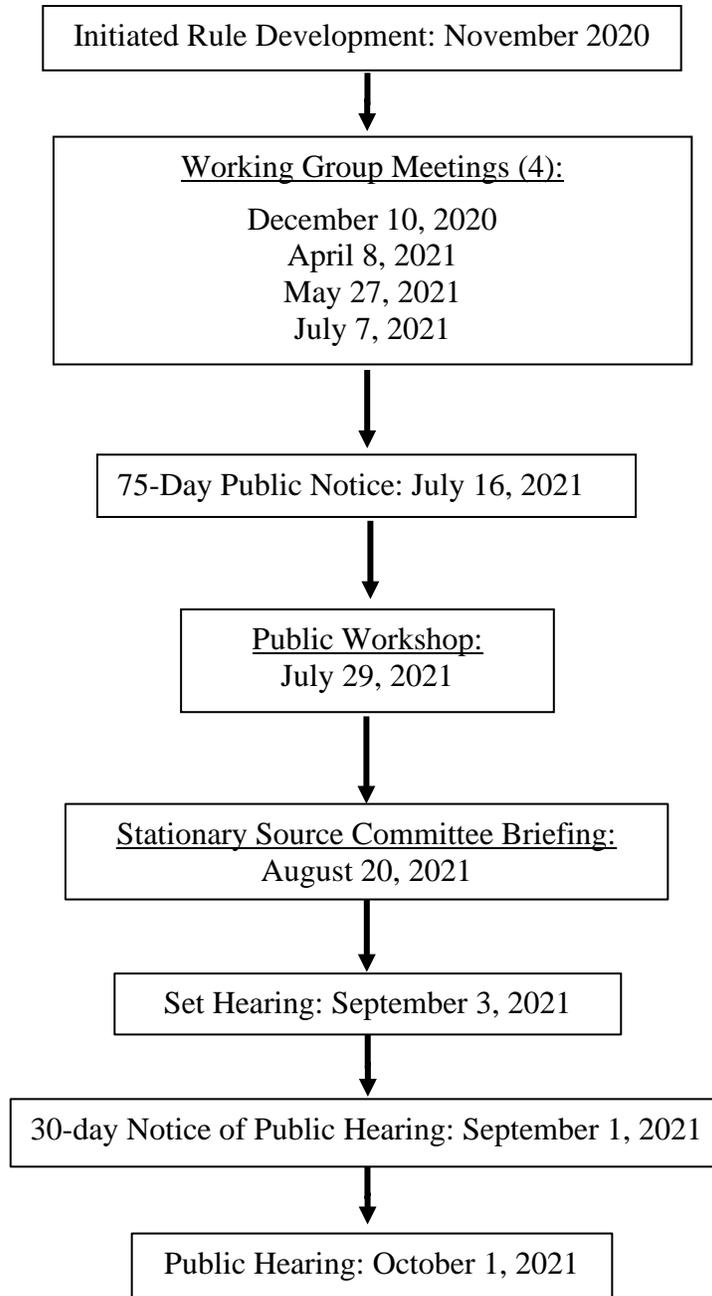 Initiated Rule Development: November 2020
Working Group Meetings (4):
December 10, 2020
April 8, 2021
May 27, 2021
July 7, 2021
75-Day Public Notice: July 16, 2021
Public Workshop:
July 29, 2021
Stationary Source Committee Briefing:
August 20, 2021
Set Hearing: September 3, 2021
30-day Notice of Public Hearing: September 1, 2021
Public Hearing: October 1, 2021